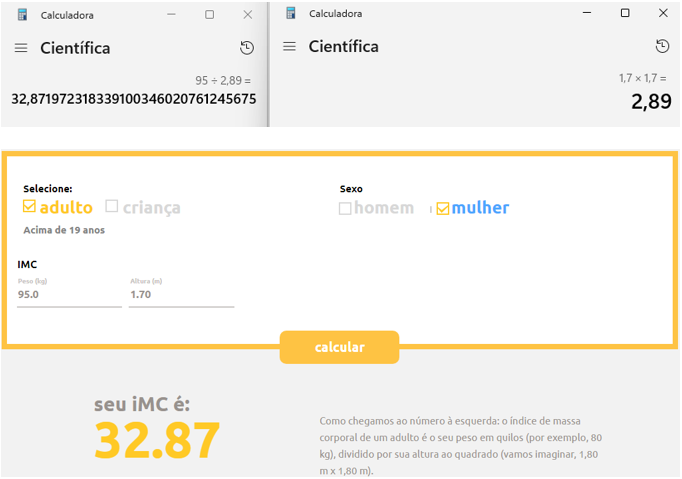 Calculadora
Científica
95 ÷ 2,89 =
32,871972318339100346020761245675
Calculadora
Científica
1,7 × 1,7 =
2,89
Selecione:
adulto criança
Acima de 19 anos
Sexo
homem mulher
IMC
Peso (kg) Altura (m)
95.0 1.70
calcular
seu iMC é:
32.87
Como chegamos ao número à esquerda: o índice de massa
corporal de um adulto é o seu peso em quilos (por exemplo, 80
kg), dividido por sua altura ao quadrado (vamos imaginar, 1,80
m x 1,80 m).